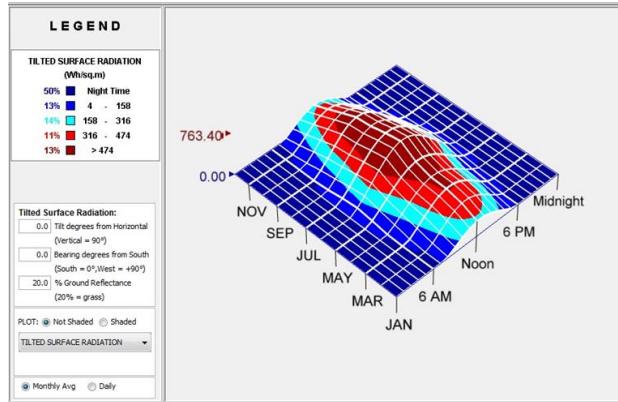 LEGEND
TILTED SURFACE RADIATION
(Wh/sq.m)
50% Night Time
13% 4 - 158
14% 158 - 316
11% 316 - 474
13% > 474
Tilted Surface Radiation:
0.0 Tilt degrees from Horizontal
(Vertical = 90°)
0.0 Bearing degrees from South
(South = 0°,West = +90°)
20.0 % Ground Reflectance
(20% = grass)
PLOT: Not Shaded Shaded
TILTED SURFACE RADIATION
Monthly Avg Daily
763.40
0.00
NOV
SEP
JUL
MAY
MAR
JAN
6 AM
Noon
6 PM
Midnight